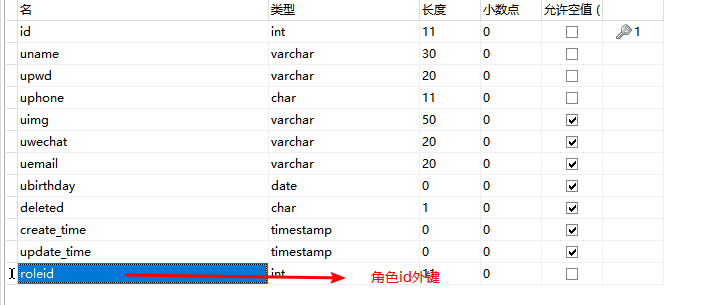 名 类型 长度 小数点 允许空值 (
id int 11 0 1
uname varchar 30 0
upwd varchar 20 0
uphone char 11 0
uimg varchar 50 0
uwechat varchar 20 0
uemail varchar 20 0
ubirthday date 0 0
deleted char 1 0
create_time timestamp 0 0
update_time timestamp 0 0
roleid int 11 0
角色id外键